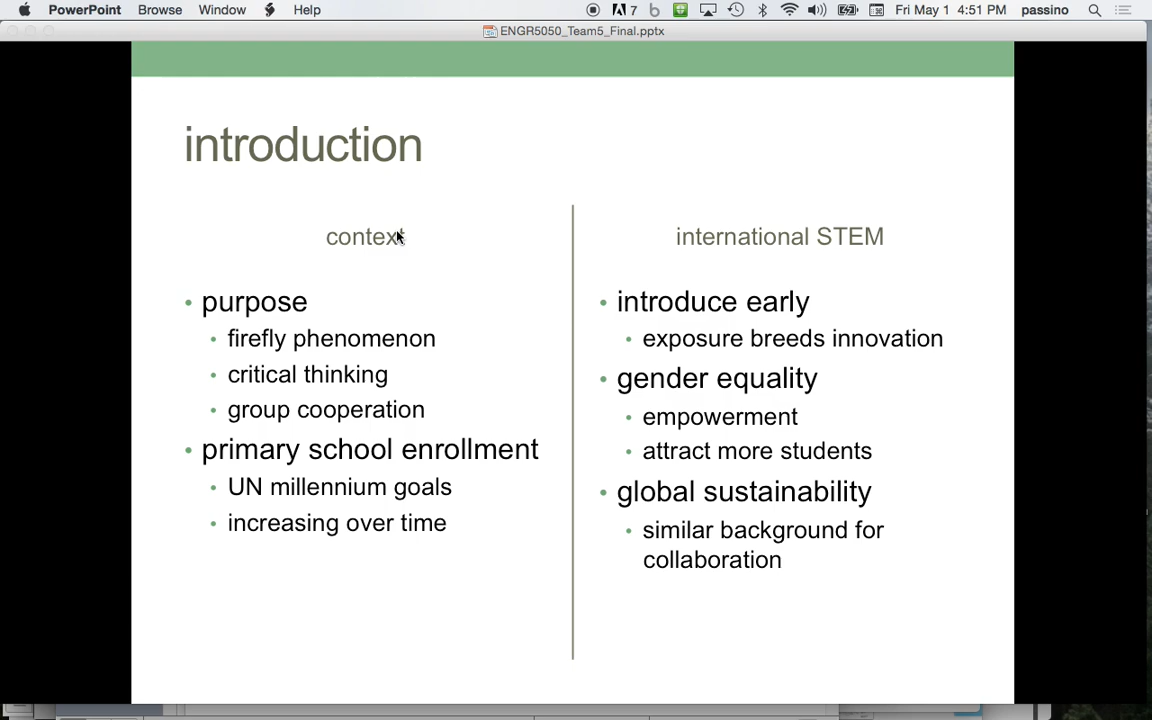 PowerPoint Browse Window Introduction Help 7 Fri May 1 4:51 PM passino
ENGR5050_Team5_Final.pptx
introduction
context
• purpose
• firefly phenomenon
• critical thinking
• group cooperation
• primary school enrollment
• UN millennium goals
• increasing over time
international STEM
• introduce early
• exposure breeds innovation
• gender equality
• empowerment
• attract more students
• global sustainability
• similar background for
collaboration